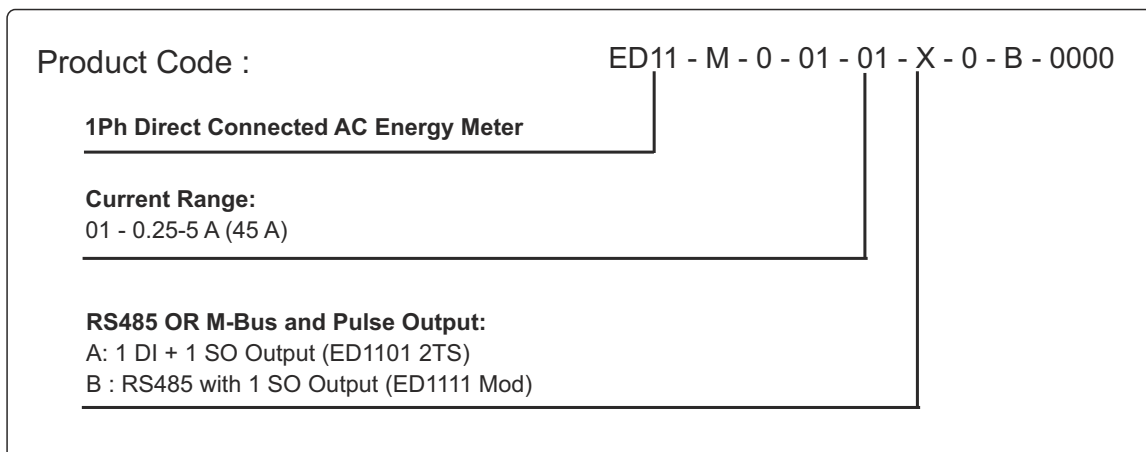 Product Code :
ED11 - M - 0 - 01 - 01 - X - 0 - B - 0000
1Ph Direct Connected AC Energy Meter
Current Range:
01 - 0.25-5 A (45 A)
RS485 OR M-Bus and Pulse Output:
A: 1 DI + 1 SO Output (ED1101 2TS)
B : RS485 with 1 SO Output (ED1111 Mod)